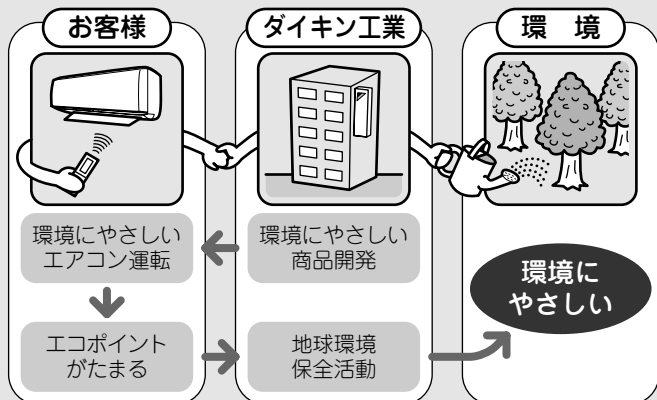 お客様
ダイキン工業
環 境
環境にやさしい
エアコン運転
環境にやさしい
商品開発
環境に
やさしい
エコポイント
がたまる
地球環境
保全活動